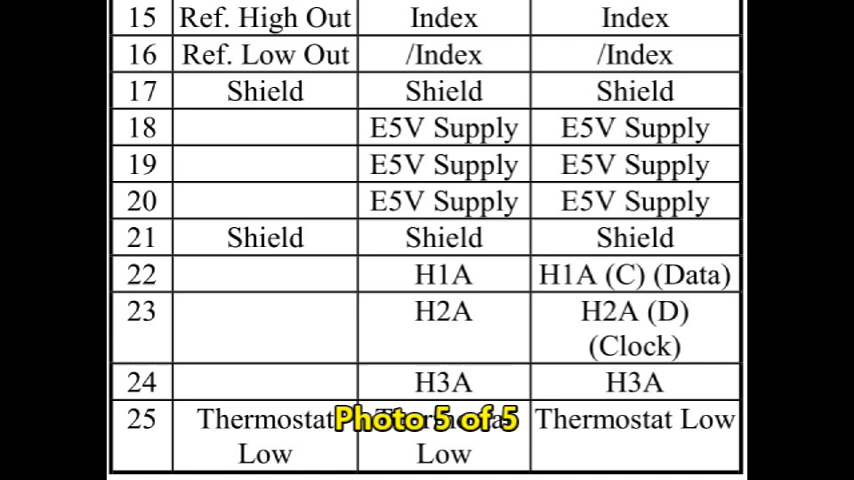 15 Ref. High Out Index Index
16 Ref. Low Out /Index /Index
17 Shield Shield Shield
18 E5V Supply E5V Supply
19 E5V Supply E5V Supply
20 E5V Supply E5V Supply
21 Shield Shield Shield
22 H1A H1A (C) (Data)
23 H2A H2A (D)
(Clock)
24 H3A H3A
25 Thermostat Thermostat Thermostat Low
Low Low
Photo 5 of 5